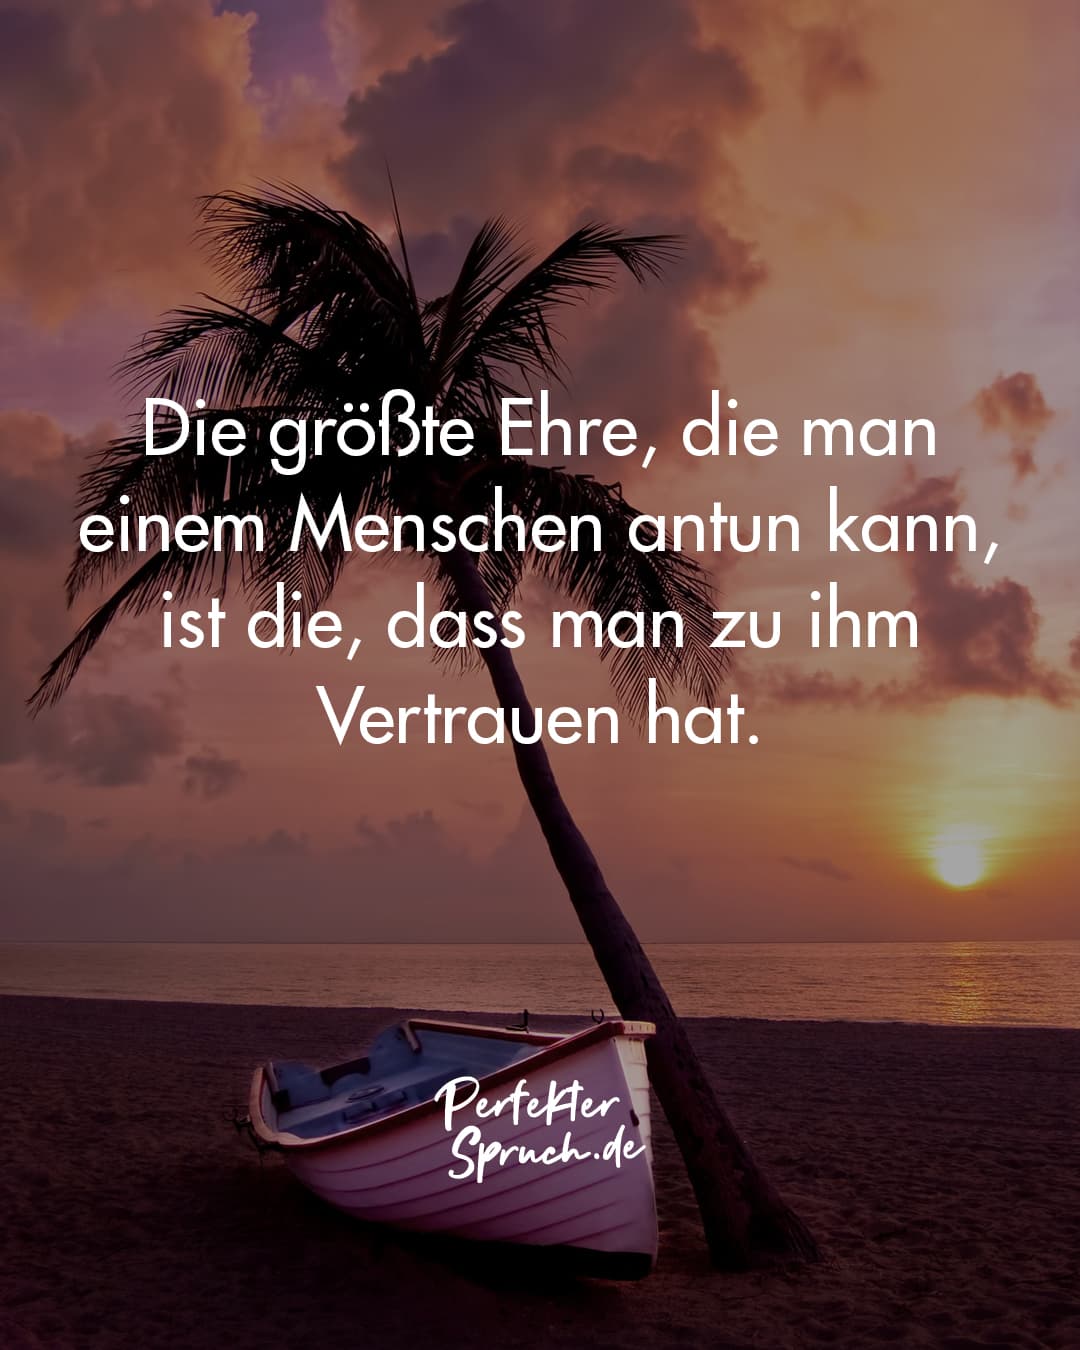 Die größte Ehre, die man
einem Menschen antun kann,
ist die, dass man zu ihm
Vertrauen hat.
Perfekter
Spruch.de